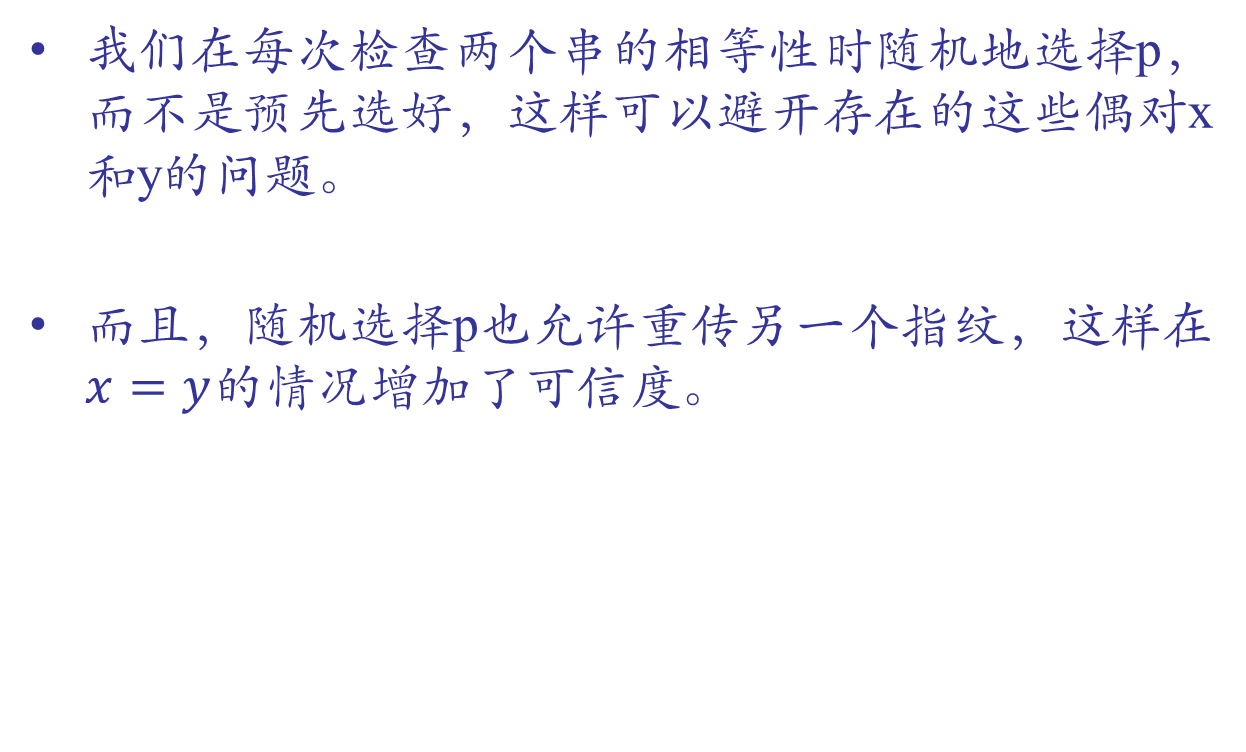 • 我们在每次检查两个串的相等性时随机地选择p，
而不是预先选好，这样可以避开存在的这些偶对x
和y的问题。
• 而且，随机选择p也允许重传另一个指纹，这样在
x = y的情况增加了可信度。